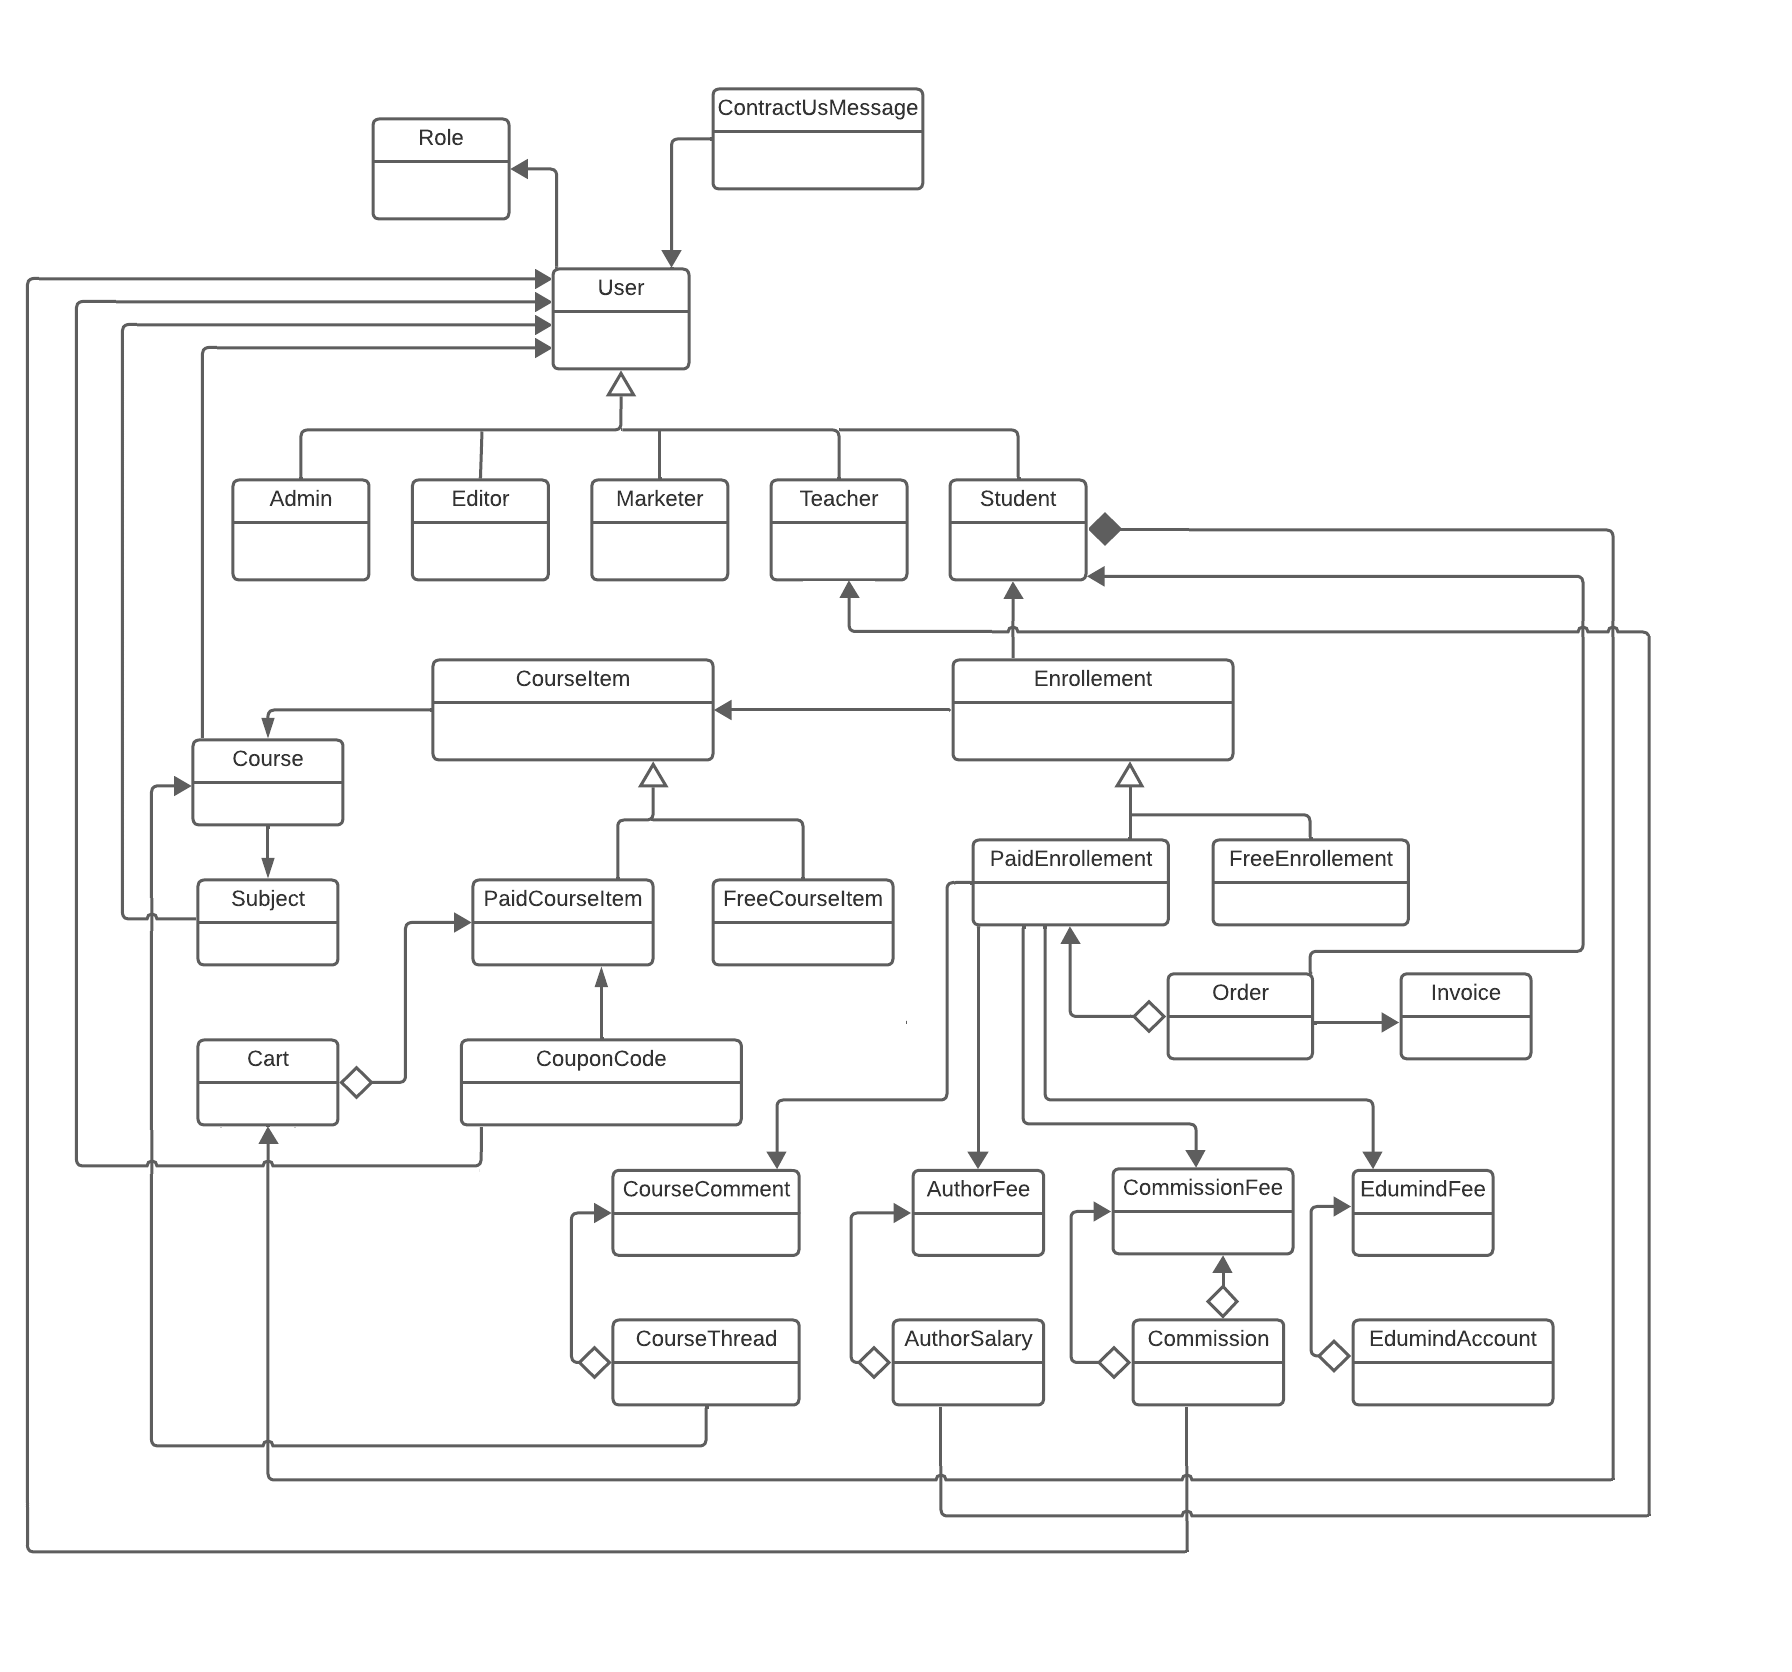 ContractUsMessage
Role
User
Admin
Editor
Marketer
Teacher
Student
CourseItem
Enrollement
Course
PaidEnrollement
FreeEnrollement
Subject
PaidCourseItem
FreeCourseItem
Order
Invoice
Cart
CouponCode
CourseComment
AuthorFee
CommissionFee
EdumindFee
CourseThread
AuthorSalary
Commission
EdumindAccount